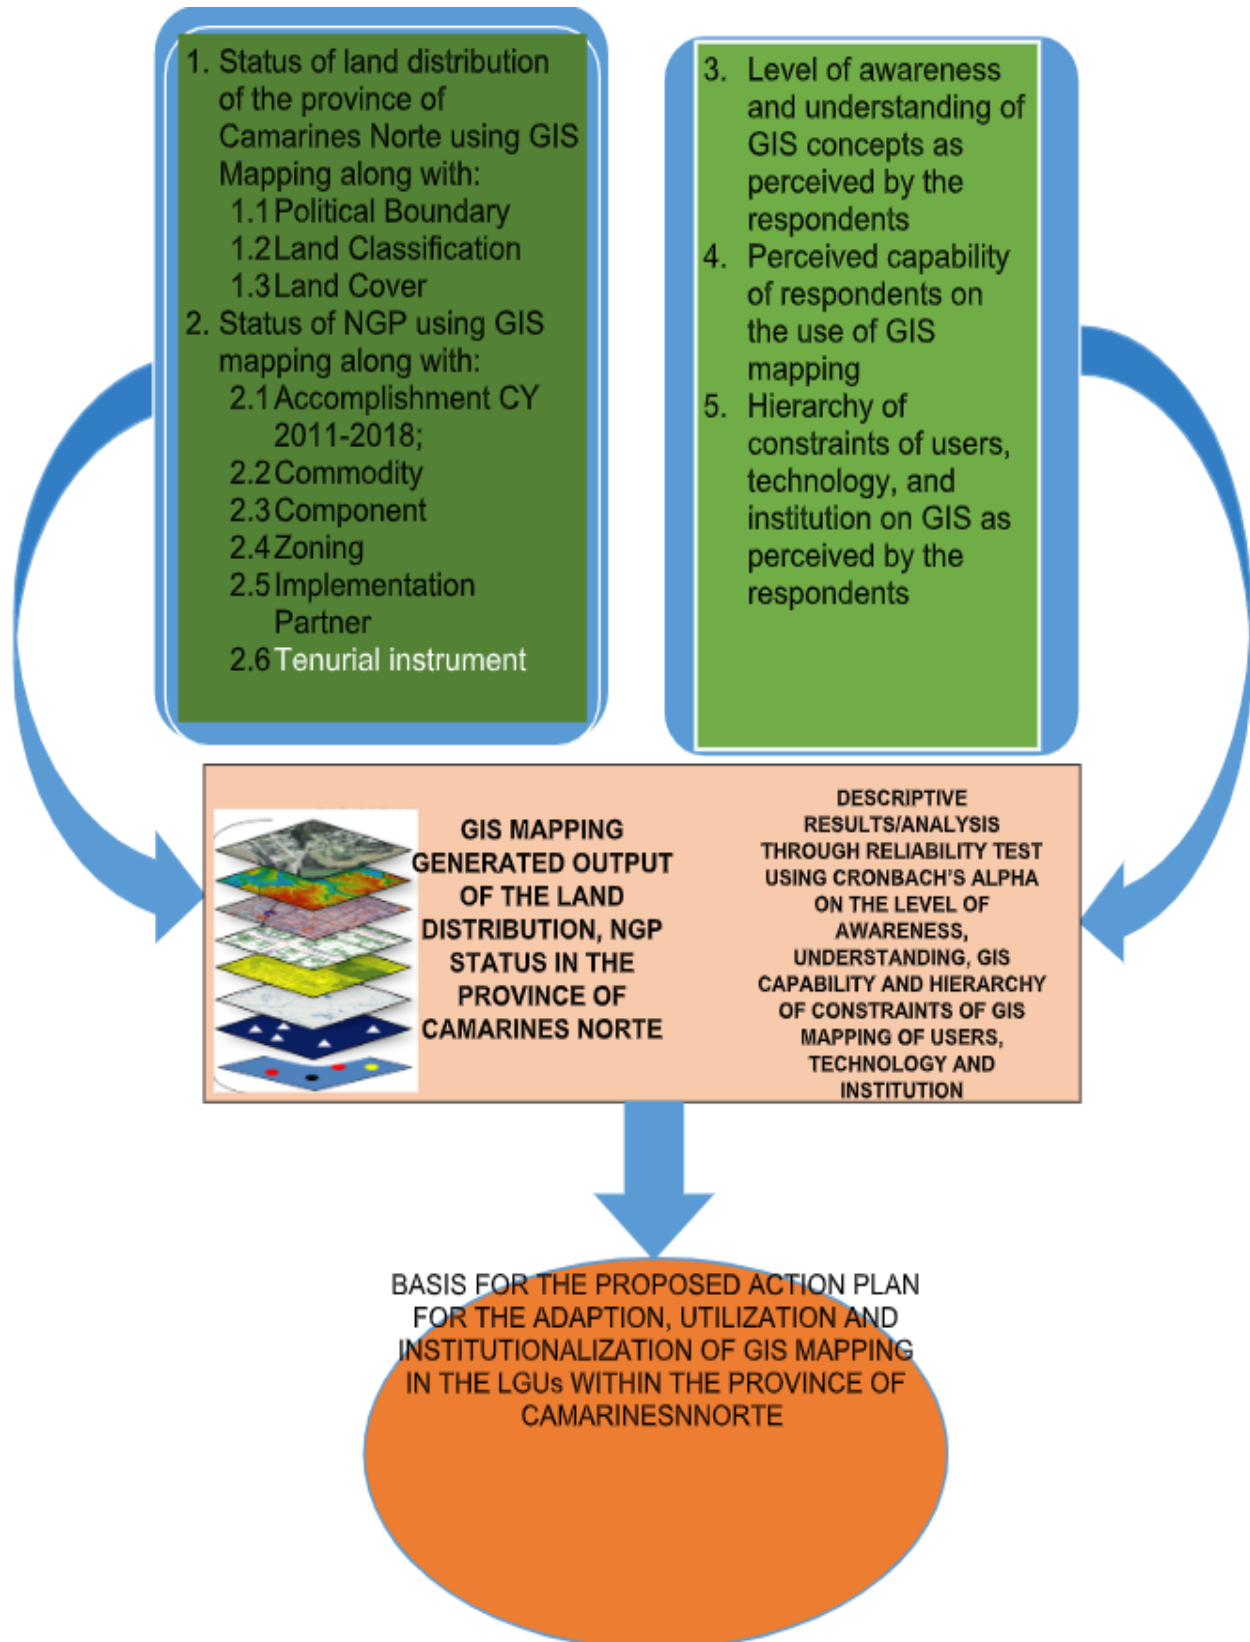 1. Status of land distribution
of the province of
Camarines Norte using GIS
Mapping along with:
1.1 Political Boundary
1.2 Land Classification
1.3 Land Cover
2. Status of NGP using GIS
mapping along with:
2.1 Accomplishment CY
2011-2018;
2.2 Commodity
2.3 Component
2.4 Zoning
2.5 Implementation
Partner
2.6 Tenurial instrument
3. Level of awareness
and understanding of
GIS concepts as
perceived by the
respondents
4. Perceived capability
of respondents on
the use of GIS
mapping
5. Hierarchy of
constraints of users,
technology, and
institution on GIS as
perceived by the
respondents
GIS MAPPING
GENERATED OUTPUT
OF THE LAND
DISTRIBUTION, NGP
STATUS IN THE
PROVINCE OF
CAMARINES NORTE
DESCRIPTIVE
RESULTS/ANALYSIS
THROUGH RELIABILITY TEST
USING CRONBACH'S ALPHA
ON THE LEVEL OF
AWARENESS,
UNDERSTANDING, GIS
CAPABILITY AND HIERARCHY
OF CONSTRAINTS OF GIS
MAPPING OF USERS,
TECHNOLOGY AND
INSTITUTION
BASIS FOR THE PROPOSED ACTION PLAN
FOR THE ADAPTION, UTILIZATION AND
INSTITUTIONALIZATION OF GIS MAPPING
IN THE LGUs WITHIN THE PROVINCE OF
CAMARINESNNORTE